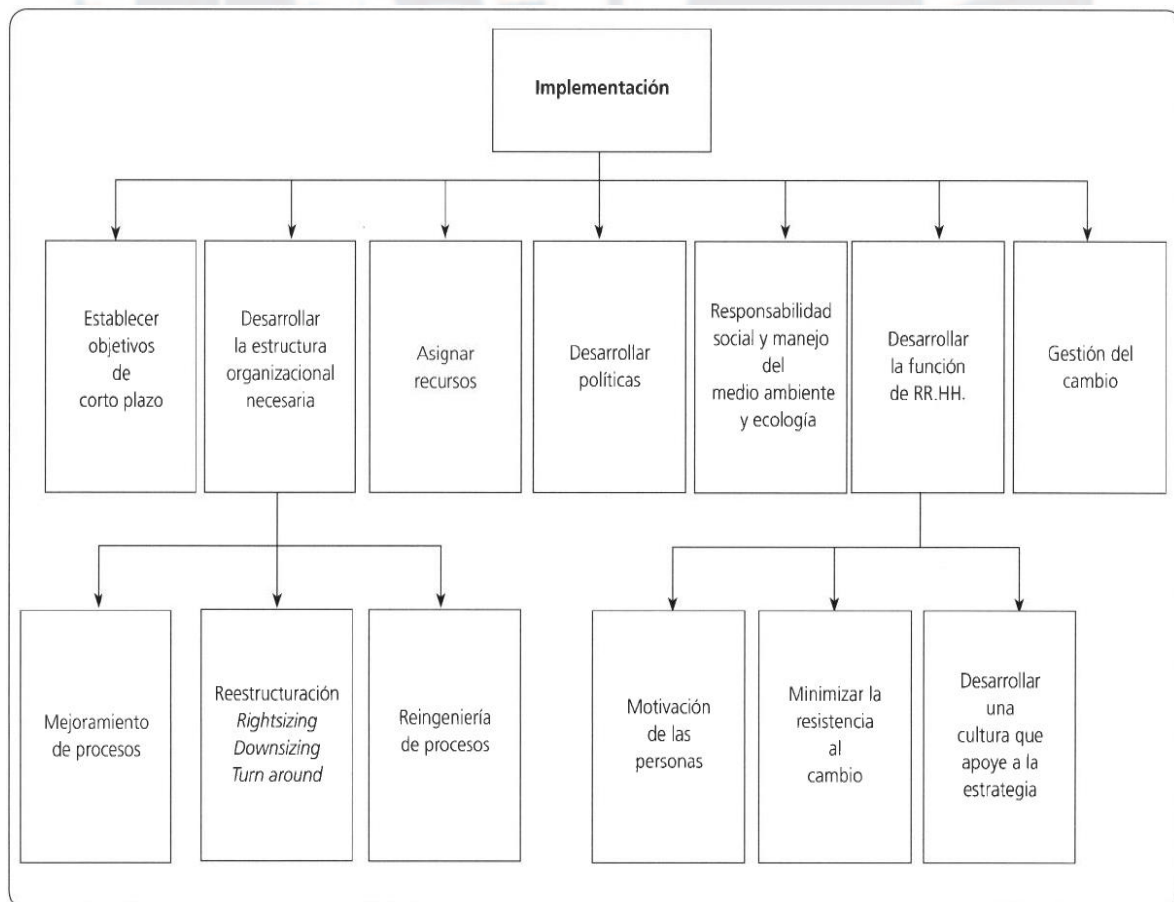 Implementación
Establecer
objetivos
de
corto plazo
Desarrollar
la estructura
organizacional
necesaria
Asignar
recursos
Desarrollar
políticas
Responsabilidad
social y manejo
del
medio ambiente
y ecología
Desarrollar
la función
de RR.HH.
Gestión del
cambio
Mejoramiento
de procesos
Reestructuración
Rightsizing
Downsizing
Turn around
Reingeniería
de procesos
Motivación
de las
personas
Minimizar la
resistencia
al
cambio
Desarrollar
una
cultura que
apoye a la
estrategia